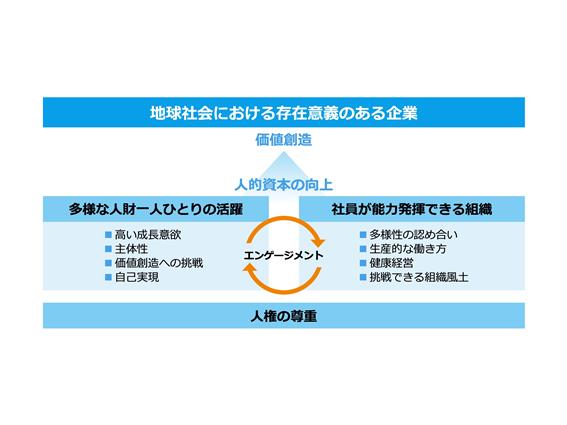 地球社会における存在意義のある企業
価値創造
人的資本の向上
多様な人財一人ひとりの活躍
■ 高い成長意欲
■ 主体性
■ 価値創造への挑戦
■ 自己実現
エンゲージメント
社員が能力発揮できる組織
■ 多様性の認め合い
■ 生産的な働き方
■ 健康経営
■ 挑戦できる組織風土
人権の尊重